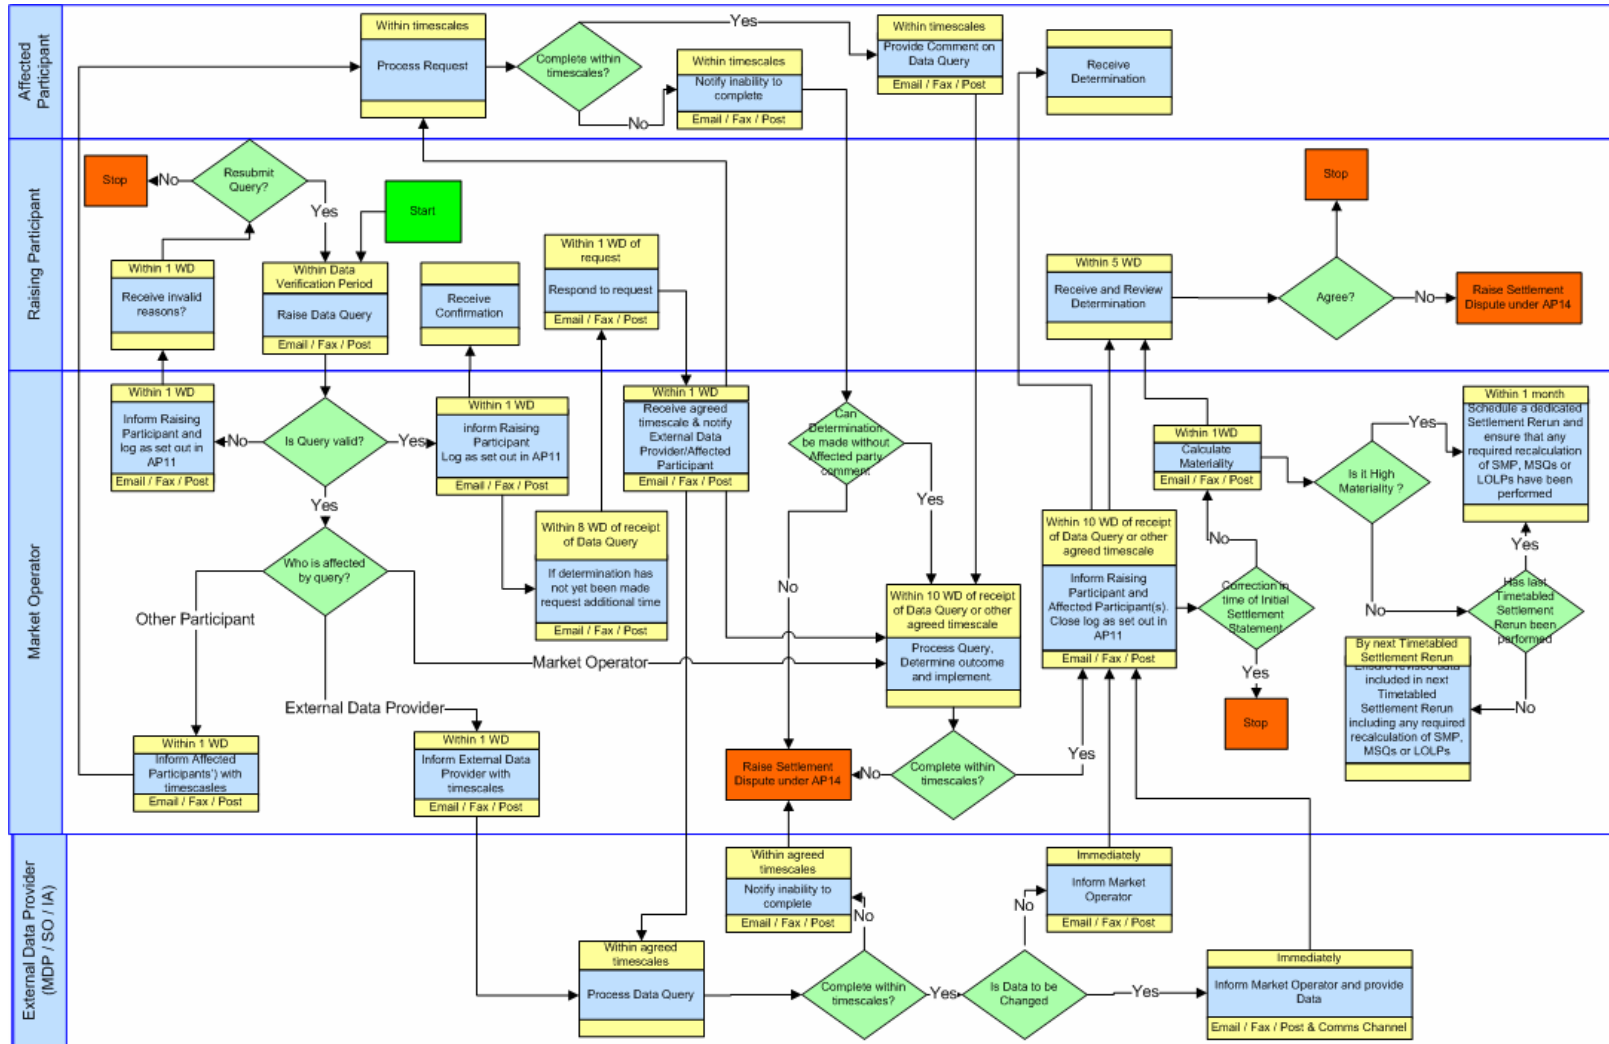 Affected
Participant
Within timescales
Process Request
Complete within
timescales?
Yes
No
Within timescales
Notify inability to
complete
Email / Fax / Post
Within timescales
Provide Comment on
Data Query
Email / Fax / Post
Receive
Determination
Raising Participant
Stop
No
Resubmit
Query?
Yes
Start
Within 1 WD
Receive invalid
reasons?
Within Data
Verification Period
Raise Data Query
Email / Fax / Post
Receive
Confirmation
Within 1 WD of
request
Respond to request
Email / Fax / Post
Within 5 WD
Receive and Review
Determination
Stop
Agree?
No
Raise Settlement
Dispute under AP14
Market Operator
Within 1 WD
Inform Raising
Participant and
log as set out in
AP11
Email / Fax / Post
No
Is Query valid?
Yes
Yes
Within 1 WD
inform Raising
Participant
Log as set out in AP11
Email / Fax / Post
Within 1 WD
Receive agreed
timescale & notify
External Data
Provider/Affected
Participant
Email / Fax / Post
Can
Determination
be made without
Affected party
comment
Yes
No
Within 1WD
Calculate
Materiality
Email / Fax / Post
Is it High
Materiality ?
Yes
No
Within 1 month
Schedule a dedicated
Settlement Rerun and
ensure that any
required recalculation
of SMP, MSQs or
LOLPs have been
performed
Yes
Has last
Timetabled
Settlement
Rerun been
performed
No
By next Timetabled
Settlement Rerun
Ensure revised data
included in next
Timetabled
Settlement Rerun
including any required
recalculation of SMP,
MSQs or LOLPs
Who is affected
by query?
Other Participant
Market Operator
External Data Provider
Within 8 WD of receipt
of Data Query
If determination has
not yet been made
request additional time
Within 10 WD of receipt
of Data Query or other
agreed timescale
Process Query,
Determine outcome
and implement.
Within 10 WD of receipt
of Data Query or other
agreed timescale
Inform Raising
Participant and
Affected Participant(s).
Close log as set out in
AP11
Email / Fax / Post
No
Correction in
time of Initial
Settlement
Statement
Yes
Stop
Within 1 WD
Inform Affected
Participants') with
timescasles
Email / Fax / Post
Within 1 WD
Inform External Data
Provider with
timescales
Email / Fax / Post
Raise Settlement
Dispute under AP14
No
Complete within
timescales?
Yes
External Data Provider
(MDP / SO / IA)
Within agreed
timescales
Process Data Query
Within agreed
timescales
Notify inability to
complete
Email / Fax / Post
No
Complete within
timescales?
Yes
Is Data to be
Changed
No
Immediately
Inform Market
Operator
Email / Fax / Post
Yes
Immediately
Inform Market Operator and provide
Data
Email / Fax / Post & Comms Channel